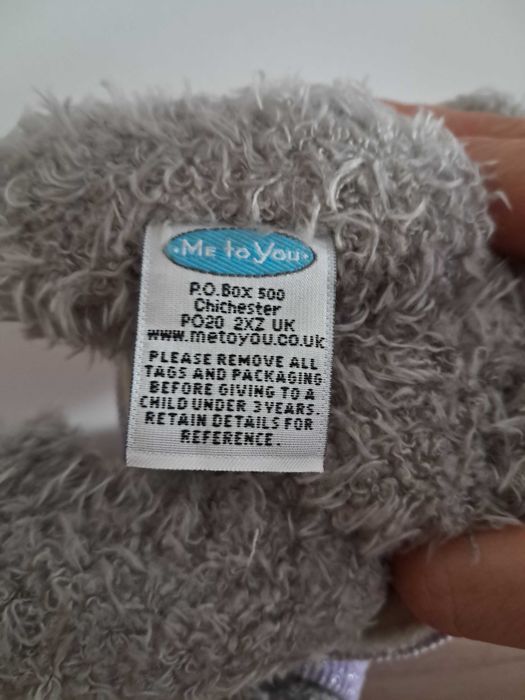 ·Me to You·
P.O.Box 500
Chichester
PO20 2XZ UK
www.metoyou.co.uk
PLEASE REMOVE ALL
TAGS AND PACKAGING
BEFORE GIVING TO A
CHILD UNDER 3 YEARS.
RETAIN DETAILS FOR
REFERENCE.